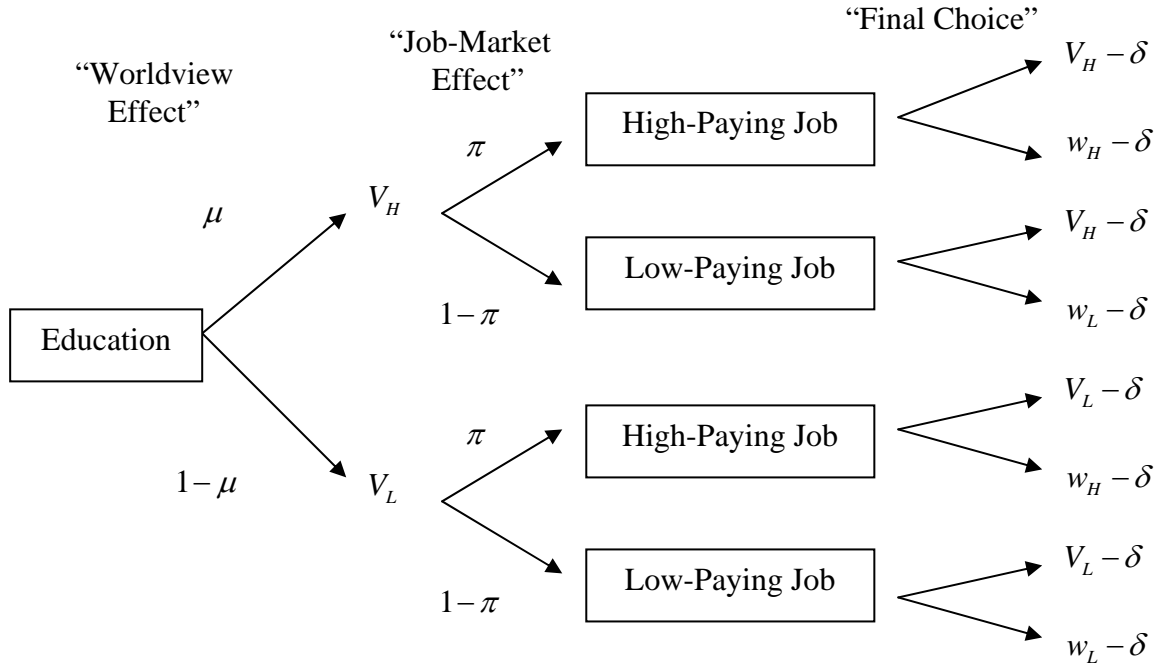 “Final Choice”
“Job-Market
Effect”
“Worldview
Effect”
Education
μ
1−μ
V_H
V_L
π
1−π
π
1−π
High-Paying Job
Low-Paying Job
High-Paying Job
Low-Paying Job
V_H − δ
w_H − δ
V_H − δ
w_L − δ
V_L − δ
w_H − δ
V_L − δ
w_L − δ